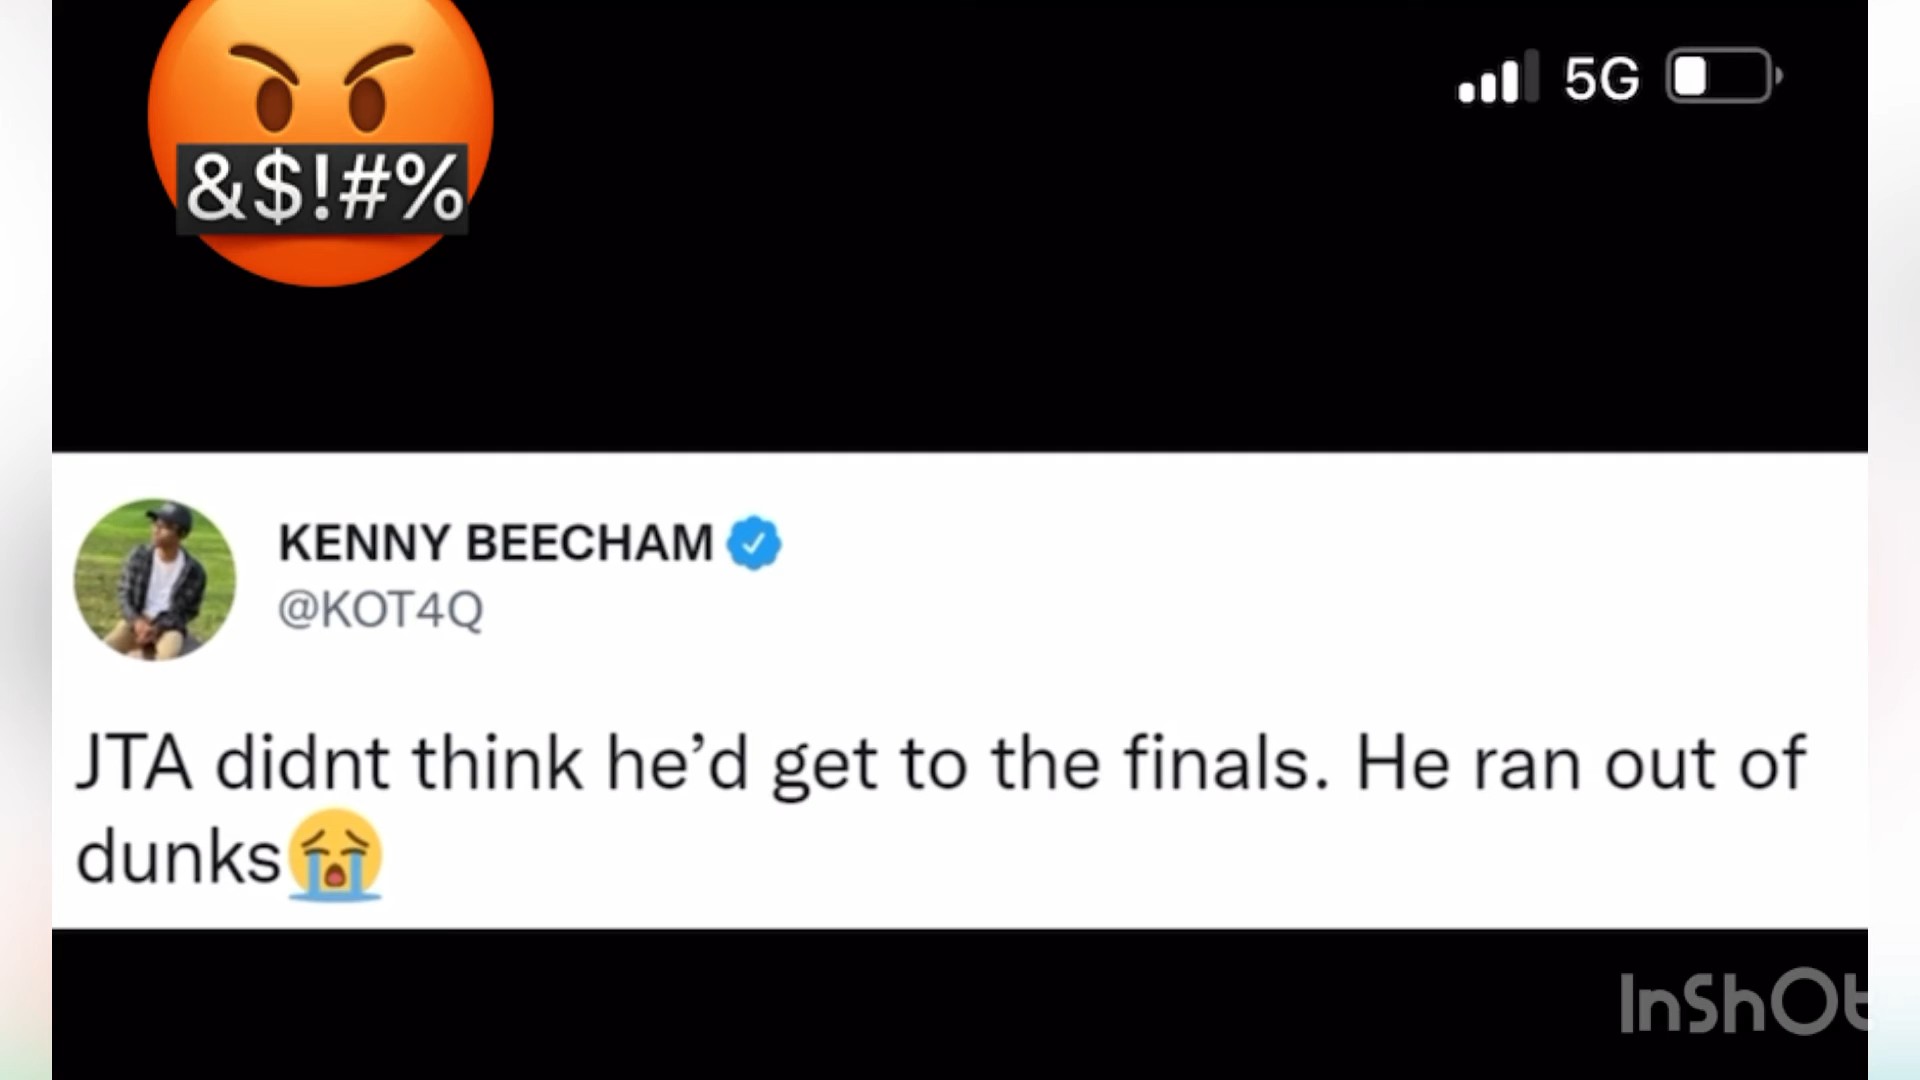 &$!#%
5G
KENNY BEECHAM
@KOT4Q
JTA didnt think he’d get to the finals. He ran out of
dunks😭
InShOt